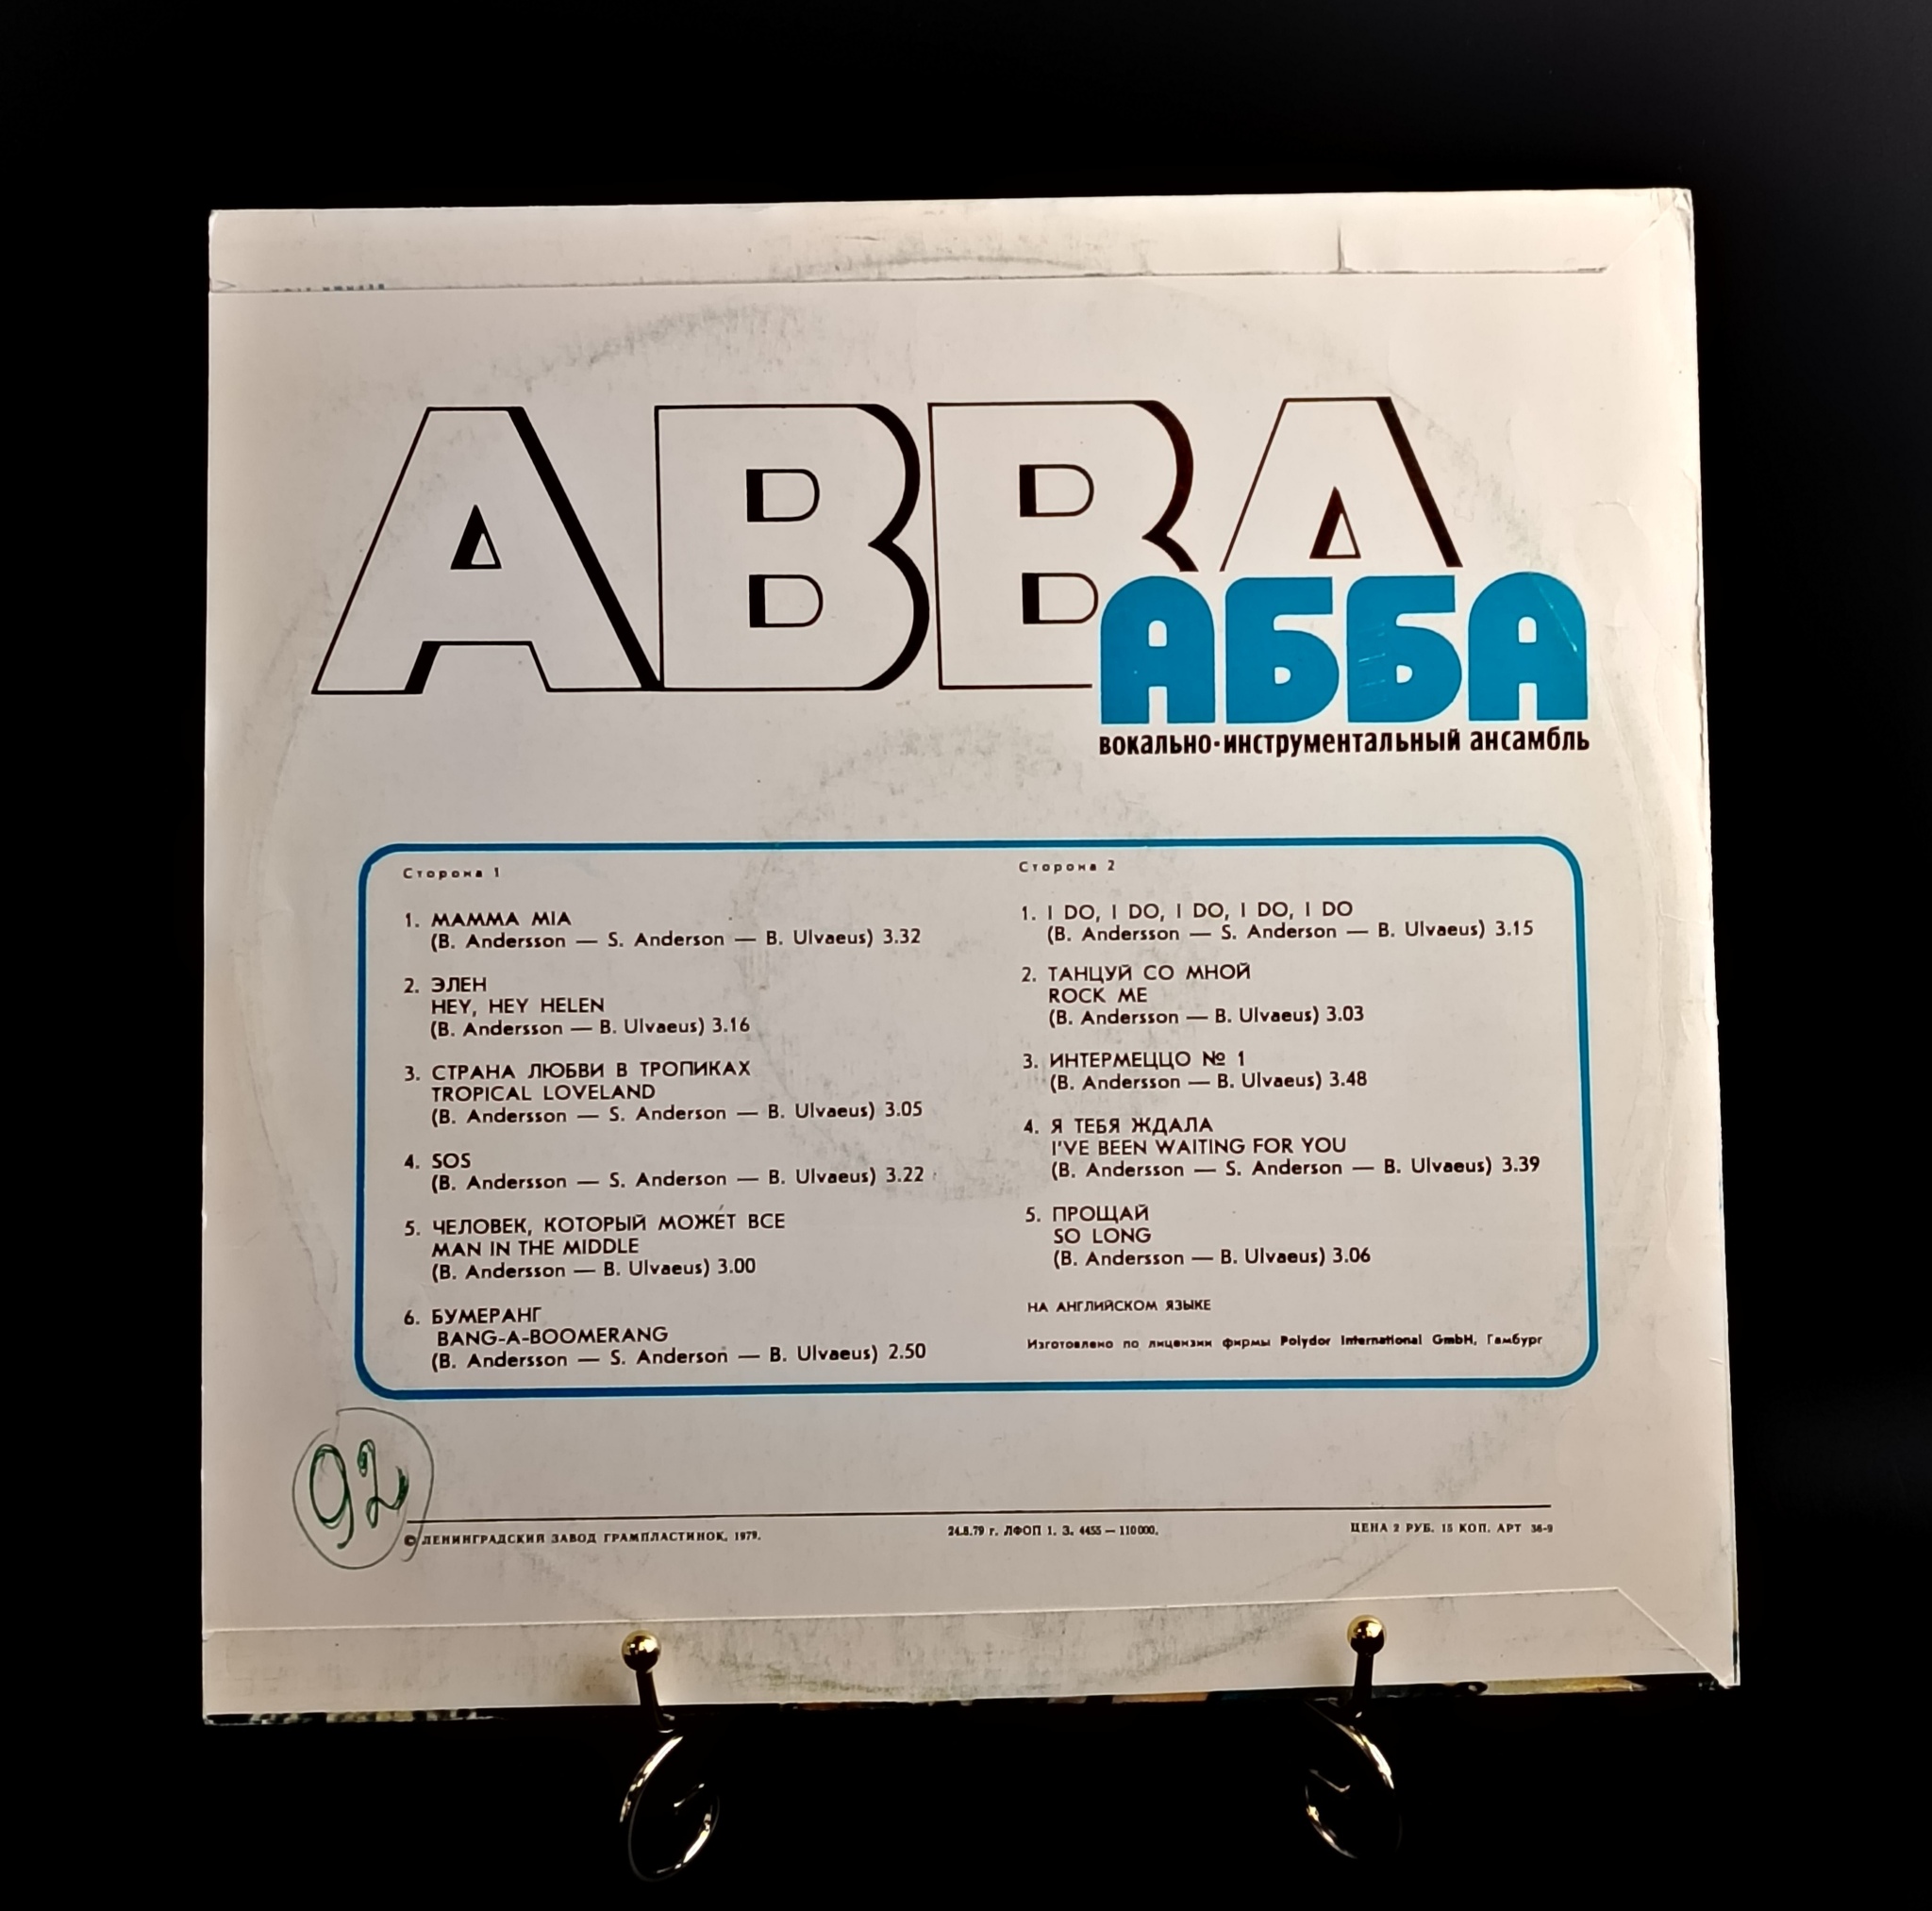 ABBA
АББА
вокально-инструментальный ансамбль
Сторона 1
1. MAMMA MIA
(B. Andersson — S. Anderson — B. Ulvaeus) 3.32
2. ЭЛЕН
HEY, HEY HELEN
(B. Andersson — B. Ulvaeus) 3.16
3. СТРАНА ЛЮБВИ В ТРОПИКАХ
TROPICAL LOVELAND
(B. Andersson — S. Anderson — B. Ulvaeus) 3.05
4. SOS
(B. Andersson — S. Anderson — B. Ulvaeus) 3.22
5. ЧЕЛОВЕК, КОТОРЫЙ МОЖЕТ ВСЕ
MAN IN THE MIDDLE
(B. Andersson — B. Ulvaeus) 3.00
6. БУМЕРАНГ
BANG-A-BOOMERANG
(B. Andersson — S. Anderson — B. Ulvaeus) 2.50
Сторона 2
1. I DO, I DO, I DO, I DO, I DO
(B. Andersson — S. Anderson — B. Ulvaeus) 3.15
2. ТАНЦУЙ СО МНОЙ
ROCK ME
(B. Andersson — B. Ulvaeus) 3.03
3. ИНТЕРМЕЦЦО № 1
(B. Andersson — B. Ulvaeus) 3.48
4. Я ТЕБЯ ЖДАЛА
I'VE BEEN WAITING FOR YOU
(B. Andersson — S. Anderson — B. Ulvaeus) 3.39
5. ПРОЩАЙ
SO LONG
(B. Andersson — B. Ulvaeus) 3.06
НА АНГЛИЙСКОМ ЯЗЫКЕ
Изготовлено по лицензии фирмы Polydor International GmbH, Гамбург
92
© ЛЕНИНГРАДСКИЙ ЗАВОД ГРАМПЛАСТИНОК, 1979.
24.8.79 г. ЛФОП 1. З. 4455 — 110000.
ЦЕНА 2 РУБ. 15 КОП. АРТ 36-9